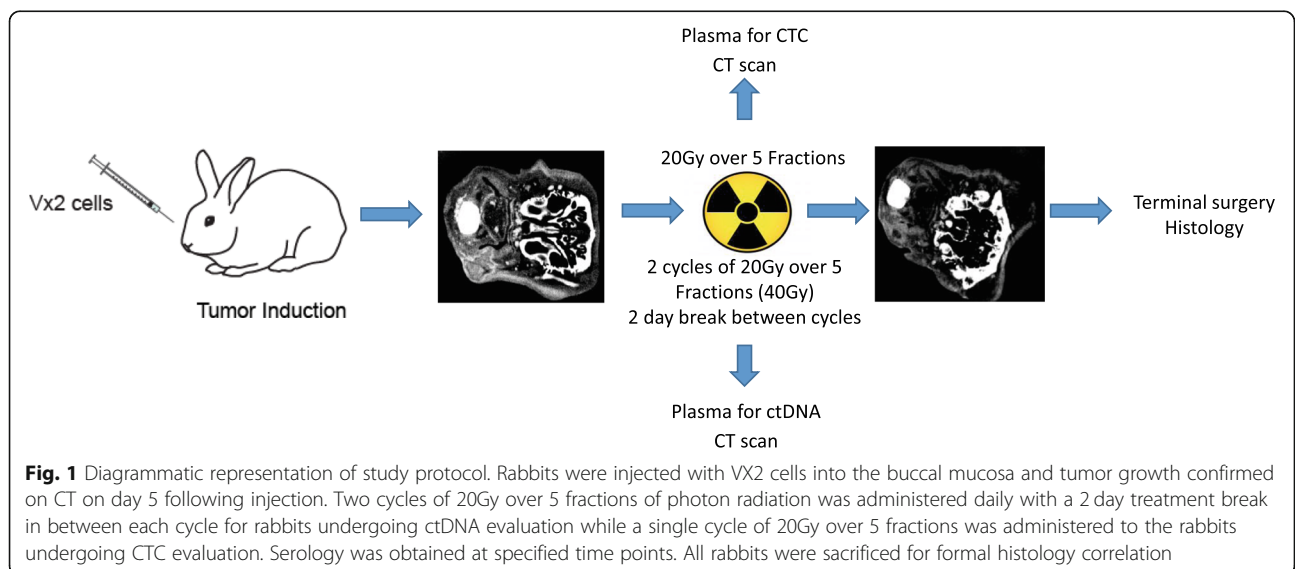 Plasma for CTC
CT scan
20Gy over 5 Fractions
Vx2 cells
Terminal surgery
Histology
2 cycles of 20Gy over 5
Fractions (40Gy)
2 day break between cycles
Tumor Induction
Plasma for ctDNA
CT scan
Fig. 1 Diagrammatic representation of study protocol. Rabbits were injected with VX2 cells into the buccal mucosa and tumor growth confirmed
on CT on day 5 following injection. Two cycles of 20Gy over 5 fractions of photon radiation was administered daily with a 2 day treatment break
in between each cycle for rabbits undergoing ctDNA evaluation while a single cycle of 20Gy over 5 fractions was administered to the rabbits
undergoing CTC evaluation. Serology was obtained at specified time points. All rabbits were sacrificed for formal histology correlation